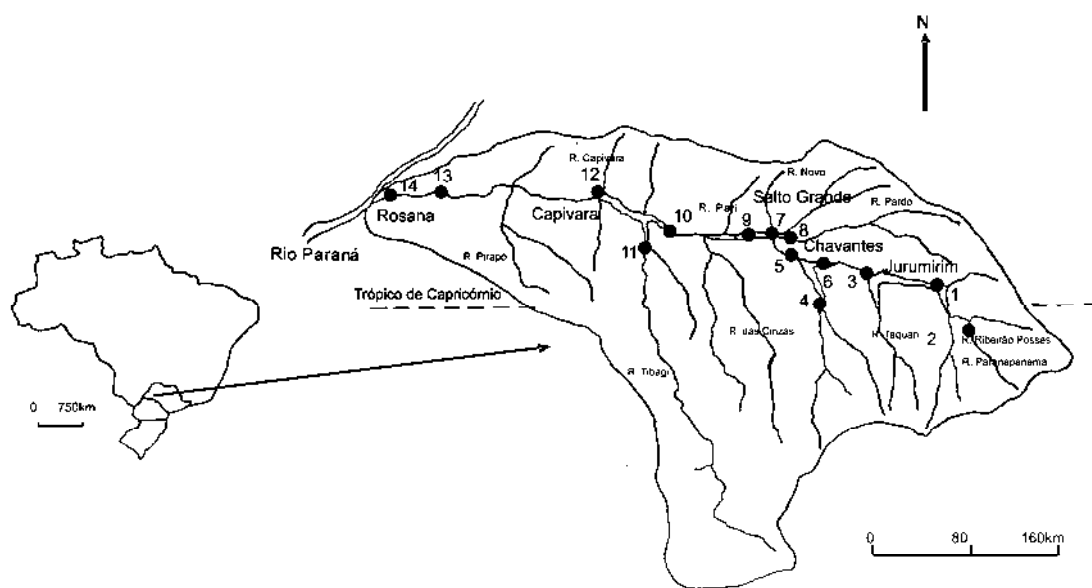 N
R. Capivara
12
R. Novo
13
14
Salto Grande
R. Pardo
Rosana
Capivara
10
R. Pari
9
7
8
Chavantes
Rio Paraná
11
5
R. Pirapó
6
3
Jurumirim
1
Trópico de Capricórnio
4
R. das Cinzas
R. Taquari
2
R. Ribeirão Posses
R. Paranapanema
R. Tibagi
0 750km
0 80 160km